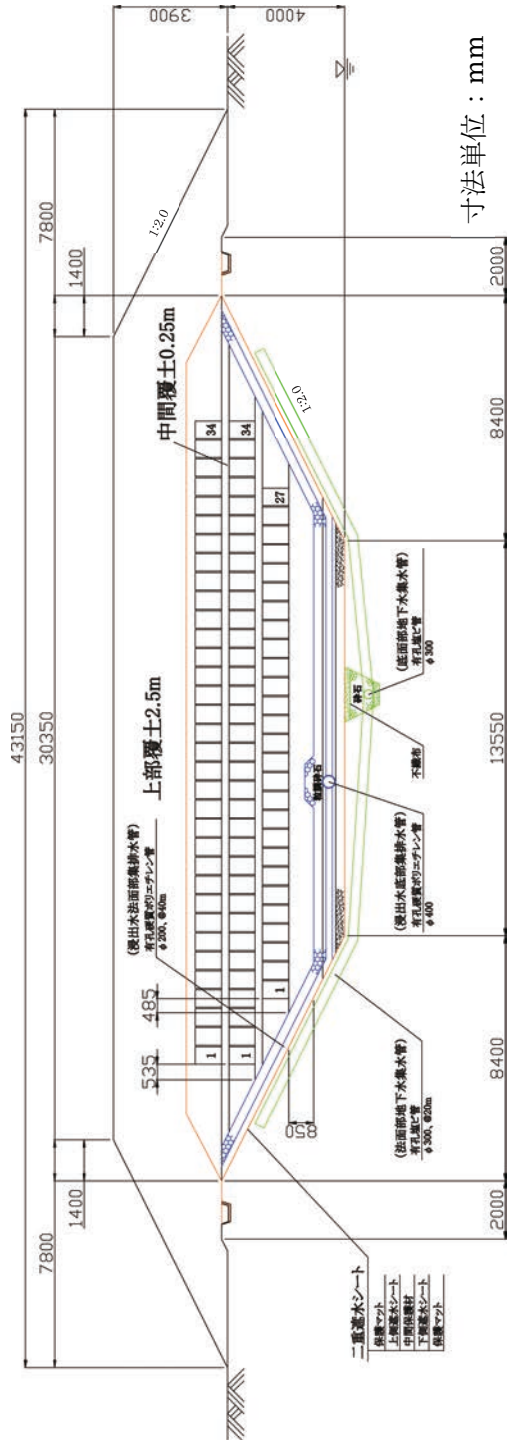 43150
7800
30350
7800
1400
1400
3900
4000
1:2.0
上部覆土2.5m
中間覆土0.25m
(浸出水法面部集排水管)
有孔硬質ポリエチレン管
φ200, @40m
535
485
1
34
1
34
1
27
850
1:2.0
砕石
二重遮水シート
保護マット
上側遮水シート
中間保護材
下側遮水シート
保護マット
(法面部地下水集水管)
有孔塩ビ管
φ300, @20m
(浸出水底部集排水管)
有孔硬質ポリエチレン管
φ400
不織布
(底面部地下水集水管)
有孔塩ビ管
φ300
2000
8400
13550
8400
2000
寸法単位：mm